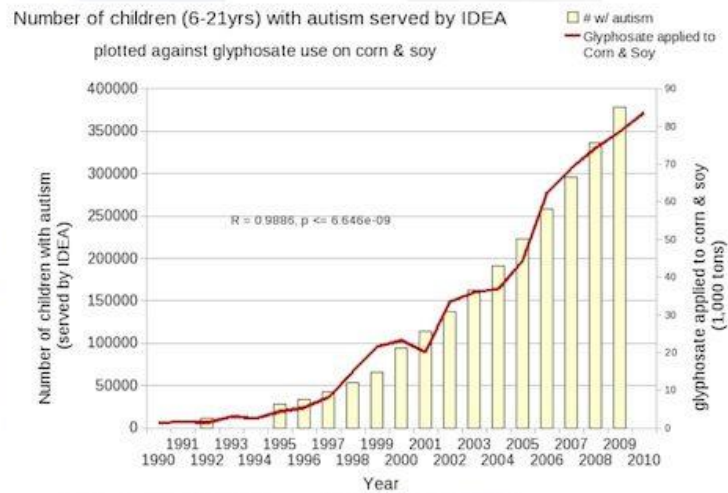 Number of children (6-21yrs) with autism served by IDEA
plotted against glyphosate use on corn & soy
# w/ autism
Glyphosate applied to
Corn & Soy
Number of children with autism
(served by IDEA)
400000
350000
300000
250000
200000
150000
100000
50000
0
R = 0.9886, p <= 6.646e-09
90
80
70
60
50
40
30
20
10
0
glyphosate applied to corn & soy
(1,000 tons)
1991 1993 1995 1997 1999 2001 2003 2005 2007 2009
1990 1992 1994 1996 1998 2000 2002 2004 2006 2008 2010
Year